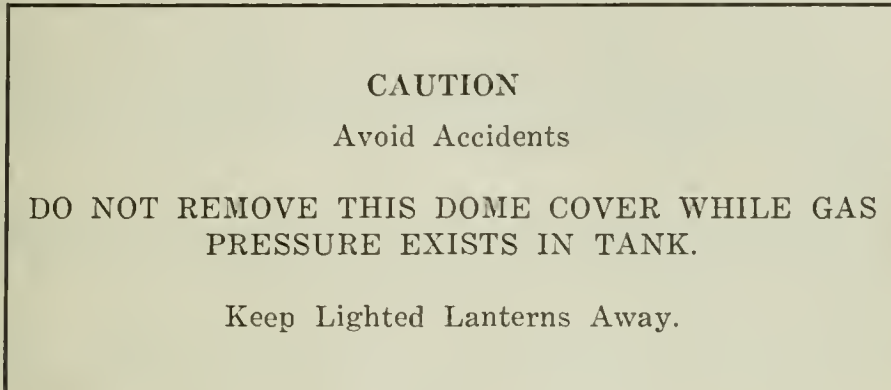 CAUTION
Avoid Accidents
DO NOT REMOVE THIS DOME COVER WHILE GAS
PRESSURE EXISTS IN TANK.
Keep Lighted Lanterns Away.